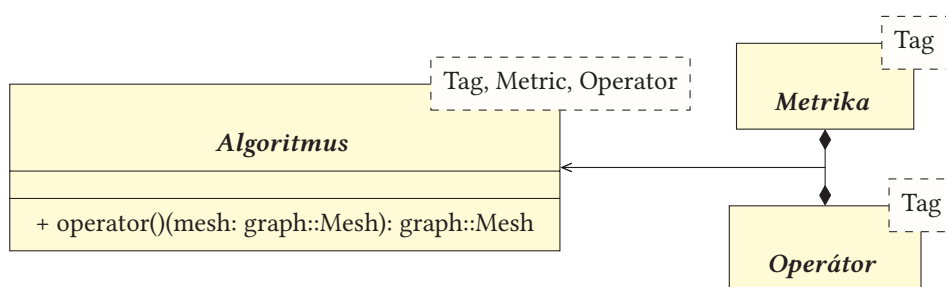 Tag, Metric, Operator
Algoritmus
+ operator()(mesh: graph::Mesh): graph::Mesh
Tag
Metrika
Tag
Operátor